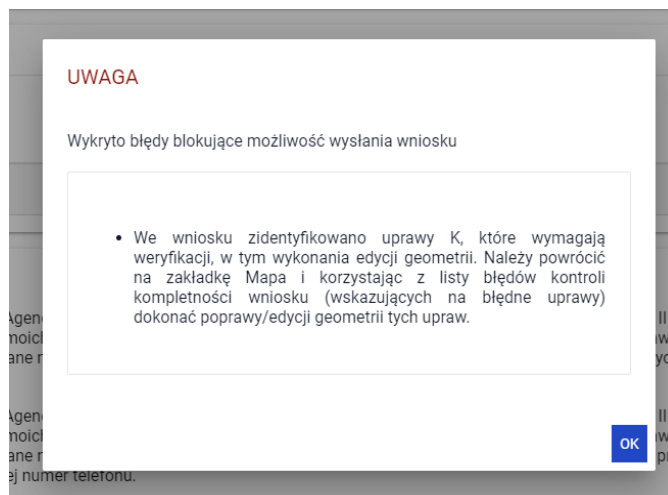 UWAGA
Wykryto błędy blokujące możliwość wysłania wniosku
• We wniosku zidentyfikowano uprawy K, które wymagają
weryfikacji, w tym wykonania edycji geometrii. Należy powrócić
na zakładkę Mapa i korzystając z listy błędów kontroli
kompletności wniosku (wskazujących na błędne uprawy)
dokonać poprawy/edycji geometrii tych upraw.
OK
ej numer telefonu.